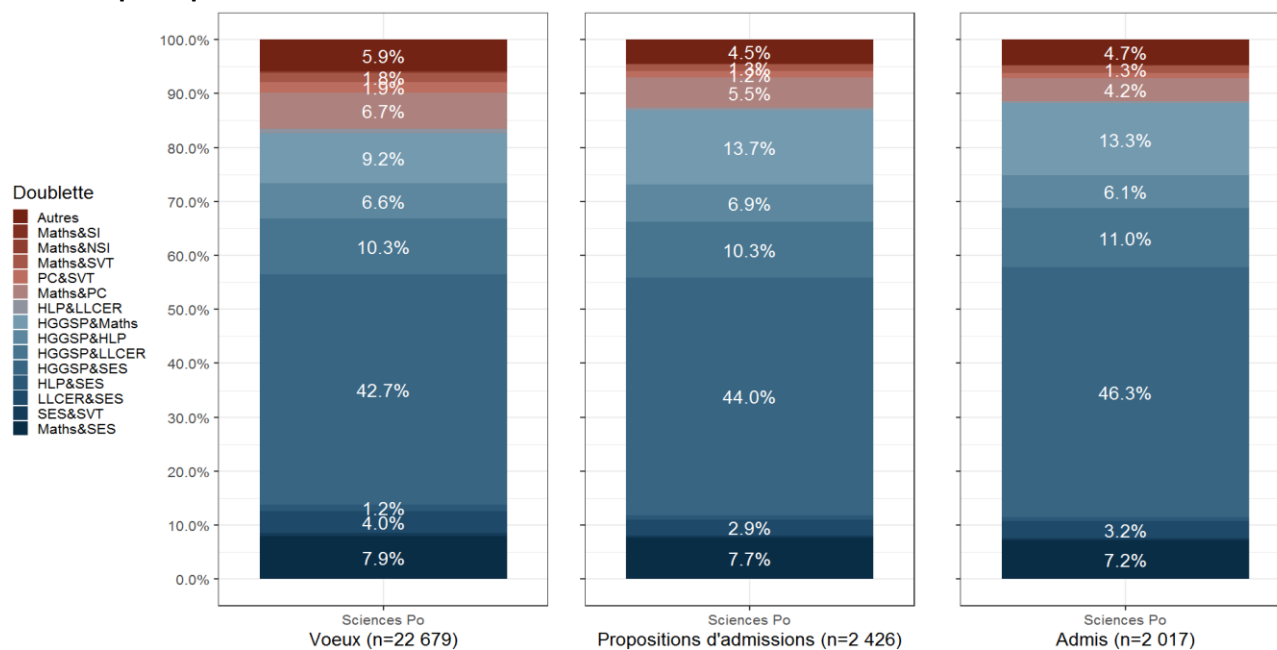 100.0%
90.0%
80.0%
70.0%
60.0%
50.0%
40.0%
30.0%
20.0%
10.0%
0.0%
Doublette
Autres
Maths&SI
Maths&NSI
Maths&SVT
PC&SVT
Maths&PC
HLP&LLCER
HGGSP&Maths
HGGSP&HLP
HGGSP&LLCER
HGGSP&SES
HLP&SES
LLCER&SES
SES&SVT
Maths&SES
5.9%
1.8%
1.9%
6.7%
9.2%
6.6%
10.3%
42.7%
1.2%
4.0%
7.9%
Sciences Po
Voeux (n=22 679)
4.5%
1.3%
1.2%
5.5%
13.7%
6.9%
10.3%
44.0%
2.9%
7.7%
Sciences Po
Propositions d'admissions (n=2 426)
4.7%
1.3%
4.2%
13.3%
6.1%
11.0%
46.3%
3.2%
7.2%
Sciences Po
Admis (n=2 017)